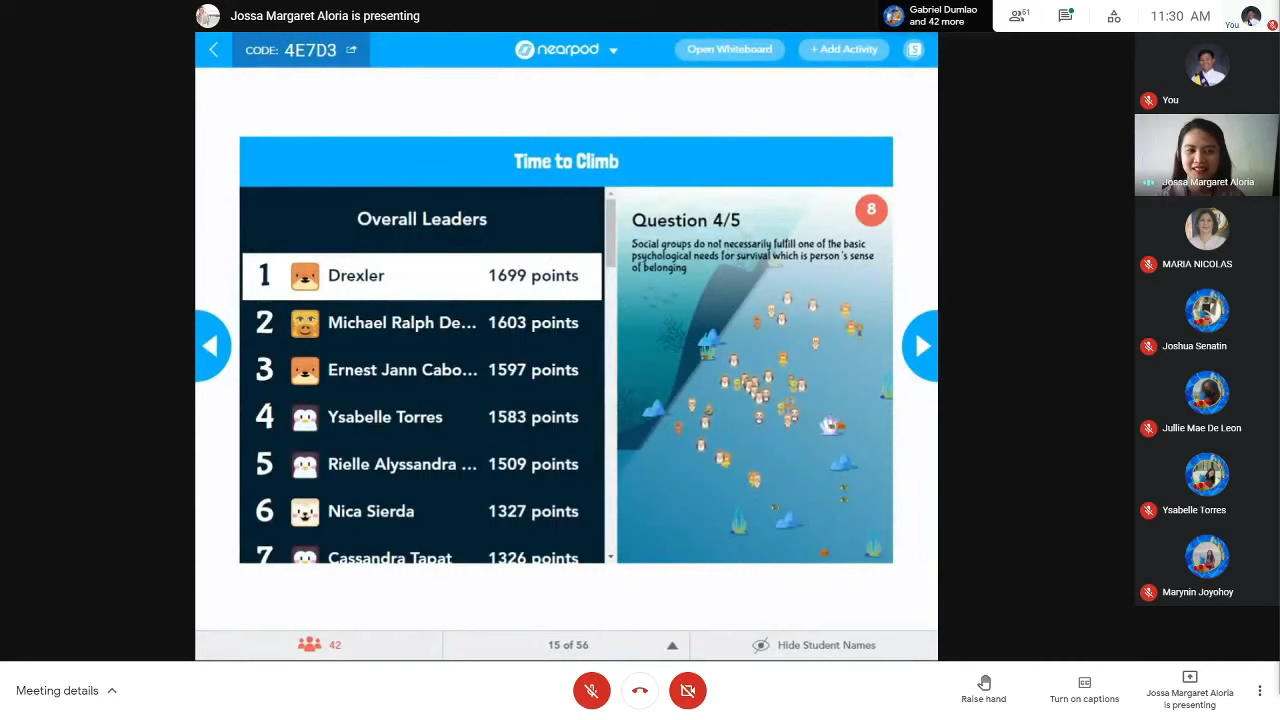 Jossa Margaret Aloria is presenting
Gabriel Dumlao
and 42 more
51
11:30 AM
You
CODE: 4E7D3
nearpod
Open Whiteboard
+ Add Activity
S
Time to Climb
Overall Leaders
1 Drexler 1699 points
2 Michael Ralph De... 1603 points
3 Ernest Jann Cabo... 1597 points
4 Ysabelle Torres 1583 points
5 Rielle Alyssandra ... 1509 points
6 Nica Sierda 1327 points
7 Cassandra Tapat 1326 points
Question 4/5
8
Social groups do not necessarily fulfill one of the basic
psychological needs for survival which is person 's sense
of belonging
42
15 of 56
Hide Student Names
You
Jossa Margaret Aloria
MARIA NICOLAS
Joshua Senatin
Jullie Mae De Leon
Ysabelle Torres
Marynin Joyohoy
Meeting details
Raise hand
Turn on captions
Jossa Margaret Aloria
is presenting